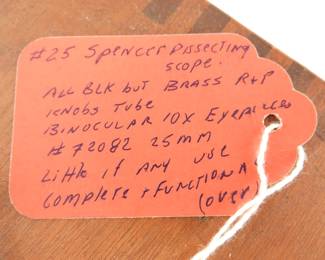 #25 Spencer Dissecting
scope.
ALL BLK but BRASS R&P
KNOBS TUBE
BINOCULAR 10X Eyepieces
#72082 25MM
Little if Any use
Complete & Functional
(over)